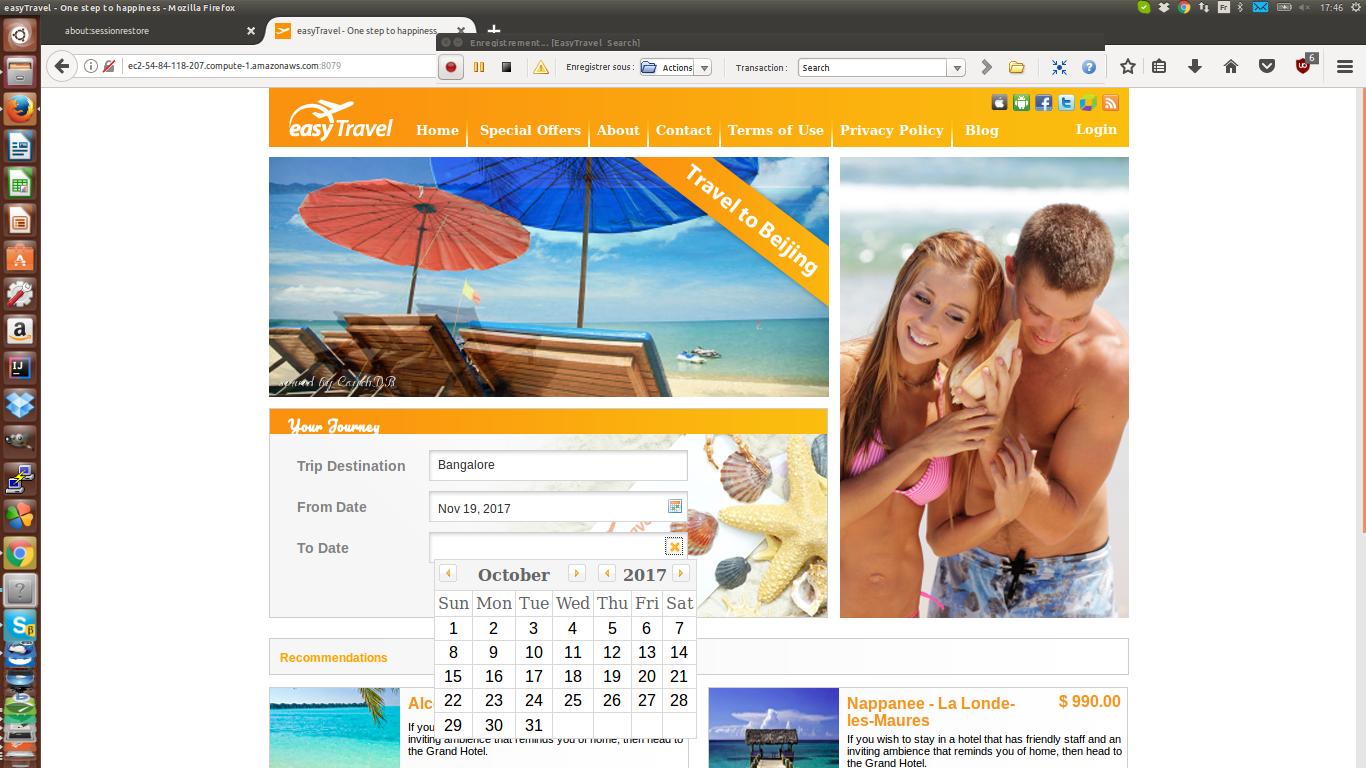 easyTravel - One step to happiness - Mozilla Firefox
Fr
17:46
about:sessionrestore
easyTravel - One step to happiness
Enregistrement... [EasyTravel Search]
ec2-54-84-118-207.compute-1.amazonaws.com:8079
Enregistrer sous : Actions Transaction : Search
6
easyTravel
Home Special Offers About Contact Terms of Use Privacy Policy Blog Login
Travel to Beijing
Your Journey
Trip Destination Bangalore
From Date Nov 19, 2017
To Date
October 2017
Sun Mon Tue Wed Thu Fri Sat
1 2 3 4 5 6 7
8 9 10 11 12 13 14
15 16 17 18 19 20 21
22 23 24 25 26 27 28
29 30 31
Recommendations
Alc
If you
inviting ambience that reminds you of home, then head to
the Grand Hotel.
Nappanee - La Londe-
les-Maures
$ 990.00
If you wish to stay in a hotel that has friendly staff and an
inviting ambience that reminds you of home, then head to
the Grand Hotel.